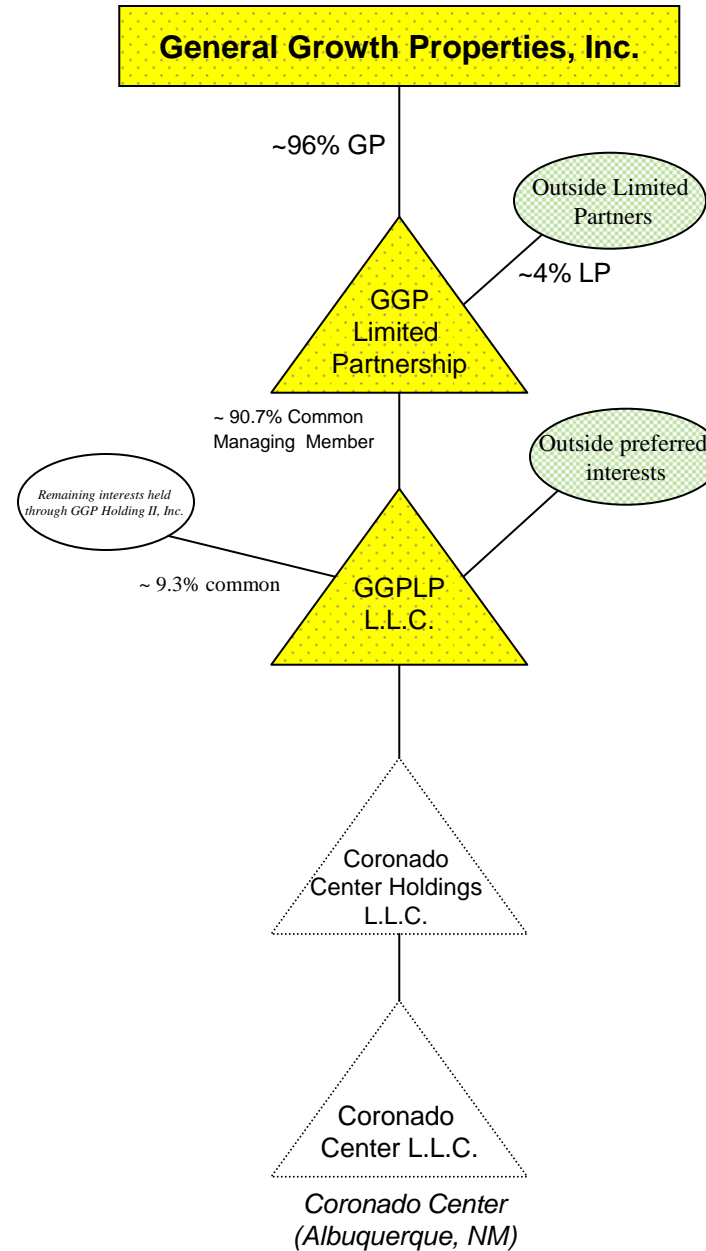 General Growth Properties, Inc.
~96% GP
Outside Limited
Partners
~4% LP
GGP
Limited
Partnership
~ 90.7% Common
Managing Member
Outside preferred
interests
Remaining interests held
through GGP Holding II, Inc.
~ 9.3% common
GGPLP
L.L.C.
Coronado
Center Holdings
L.L.C.
Coronado
Center L.L.C.
Coronado Center
(Albuquerque, NM)